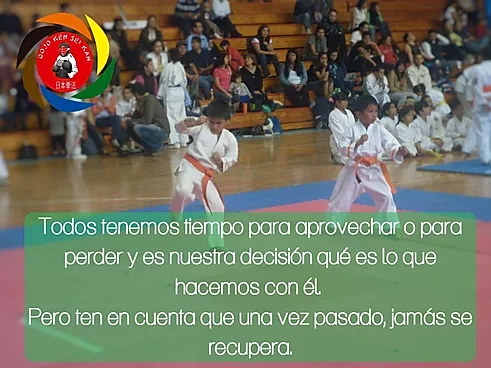 DOJO KEN SEI KAN
日本拳法
Todos tenemos tiempo para aprovechar o para
perder y es nuestra decisión qué es lo que
hacemos con él.
Pero ten en cuenta que una vez pasado, jamás se
recupera.